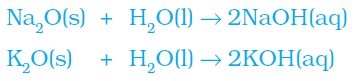 Na₂O(s) + H₂O(l) → 2NaOH(aq)
K₂O(s) + H₂O(l) → 2KOH(aq)